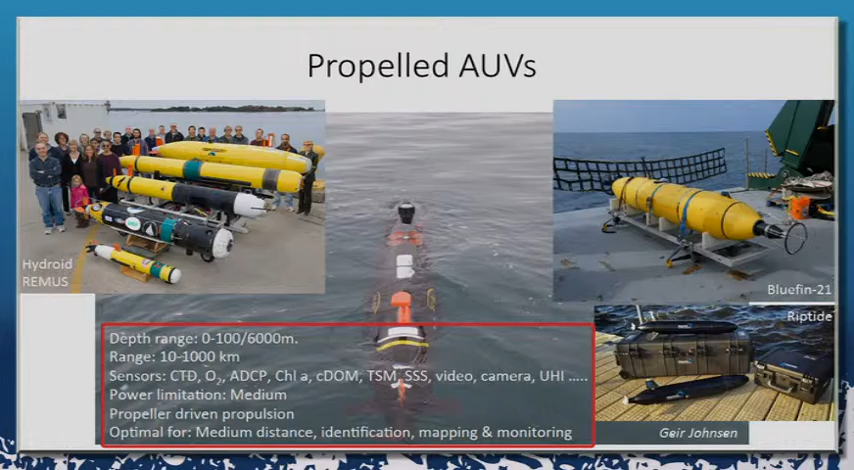 Propelled AUVs
Hydroid
REMUS
Bluefin-21
Riptide
Depth range: 0-100/6000m.
Range: 10-1000 km
Sensors: CTD, O₂, ADCP, Chl a, cDOM, TSM, SSS, video, camera, UHI .....
Power limitation: Medium
Propeller driven propulsion
Optimal for: Medium distance, identification, mapping & monitoring
Geir Johnsen